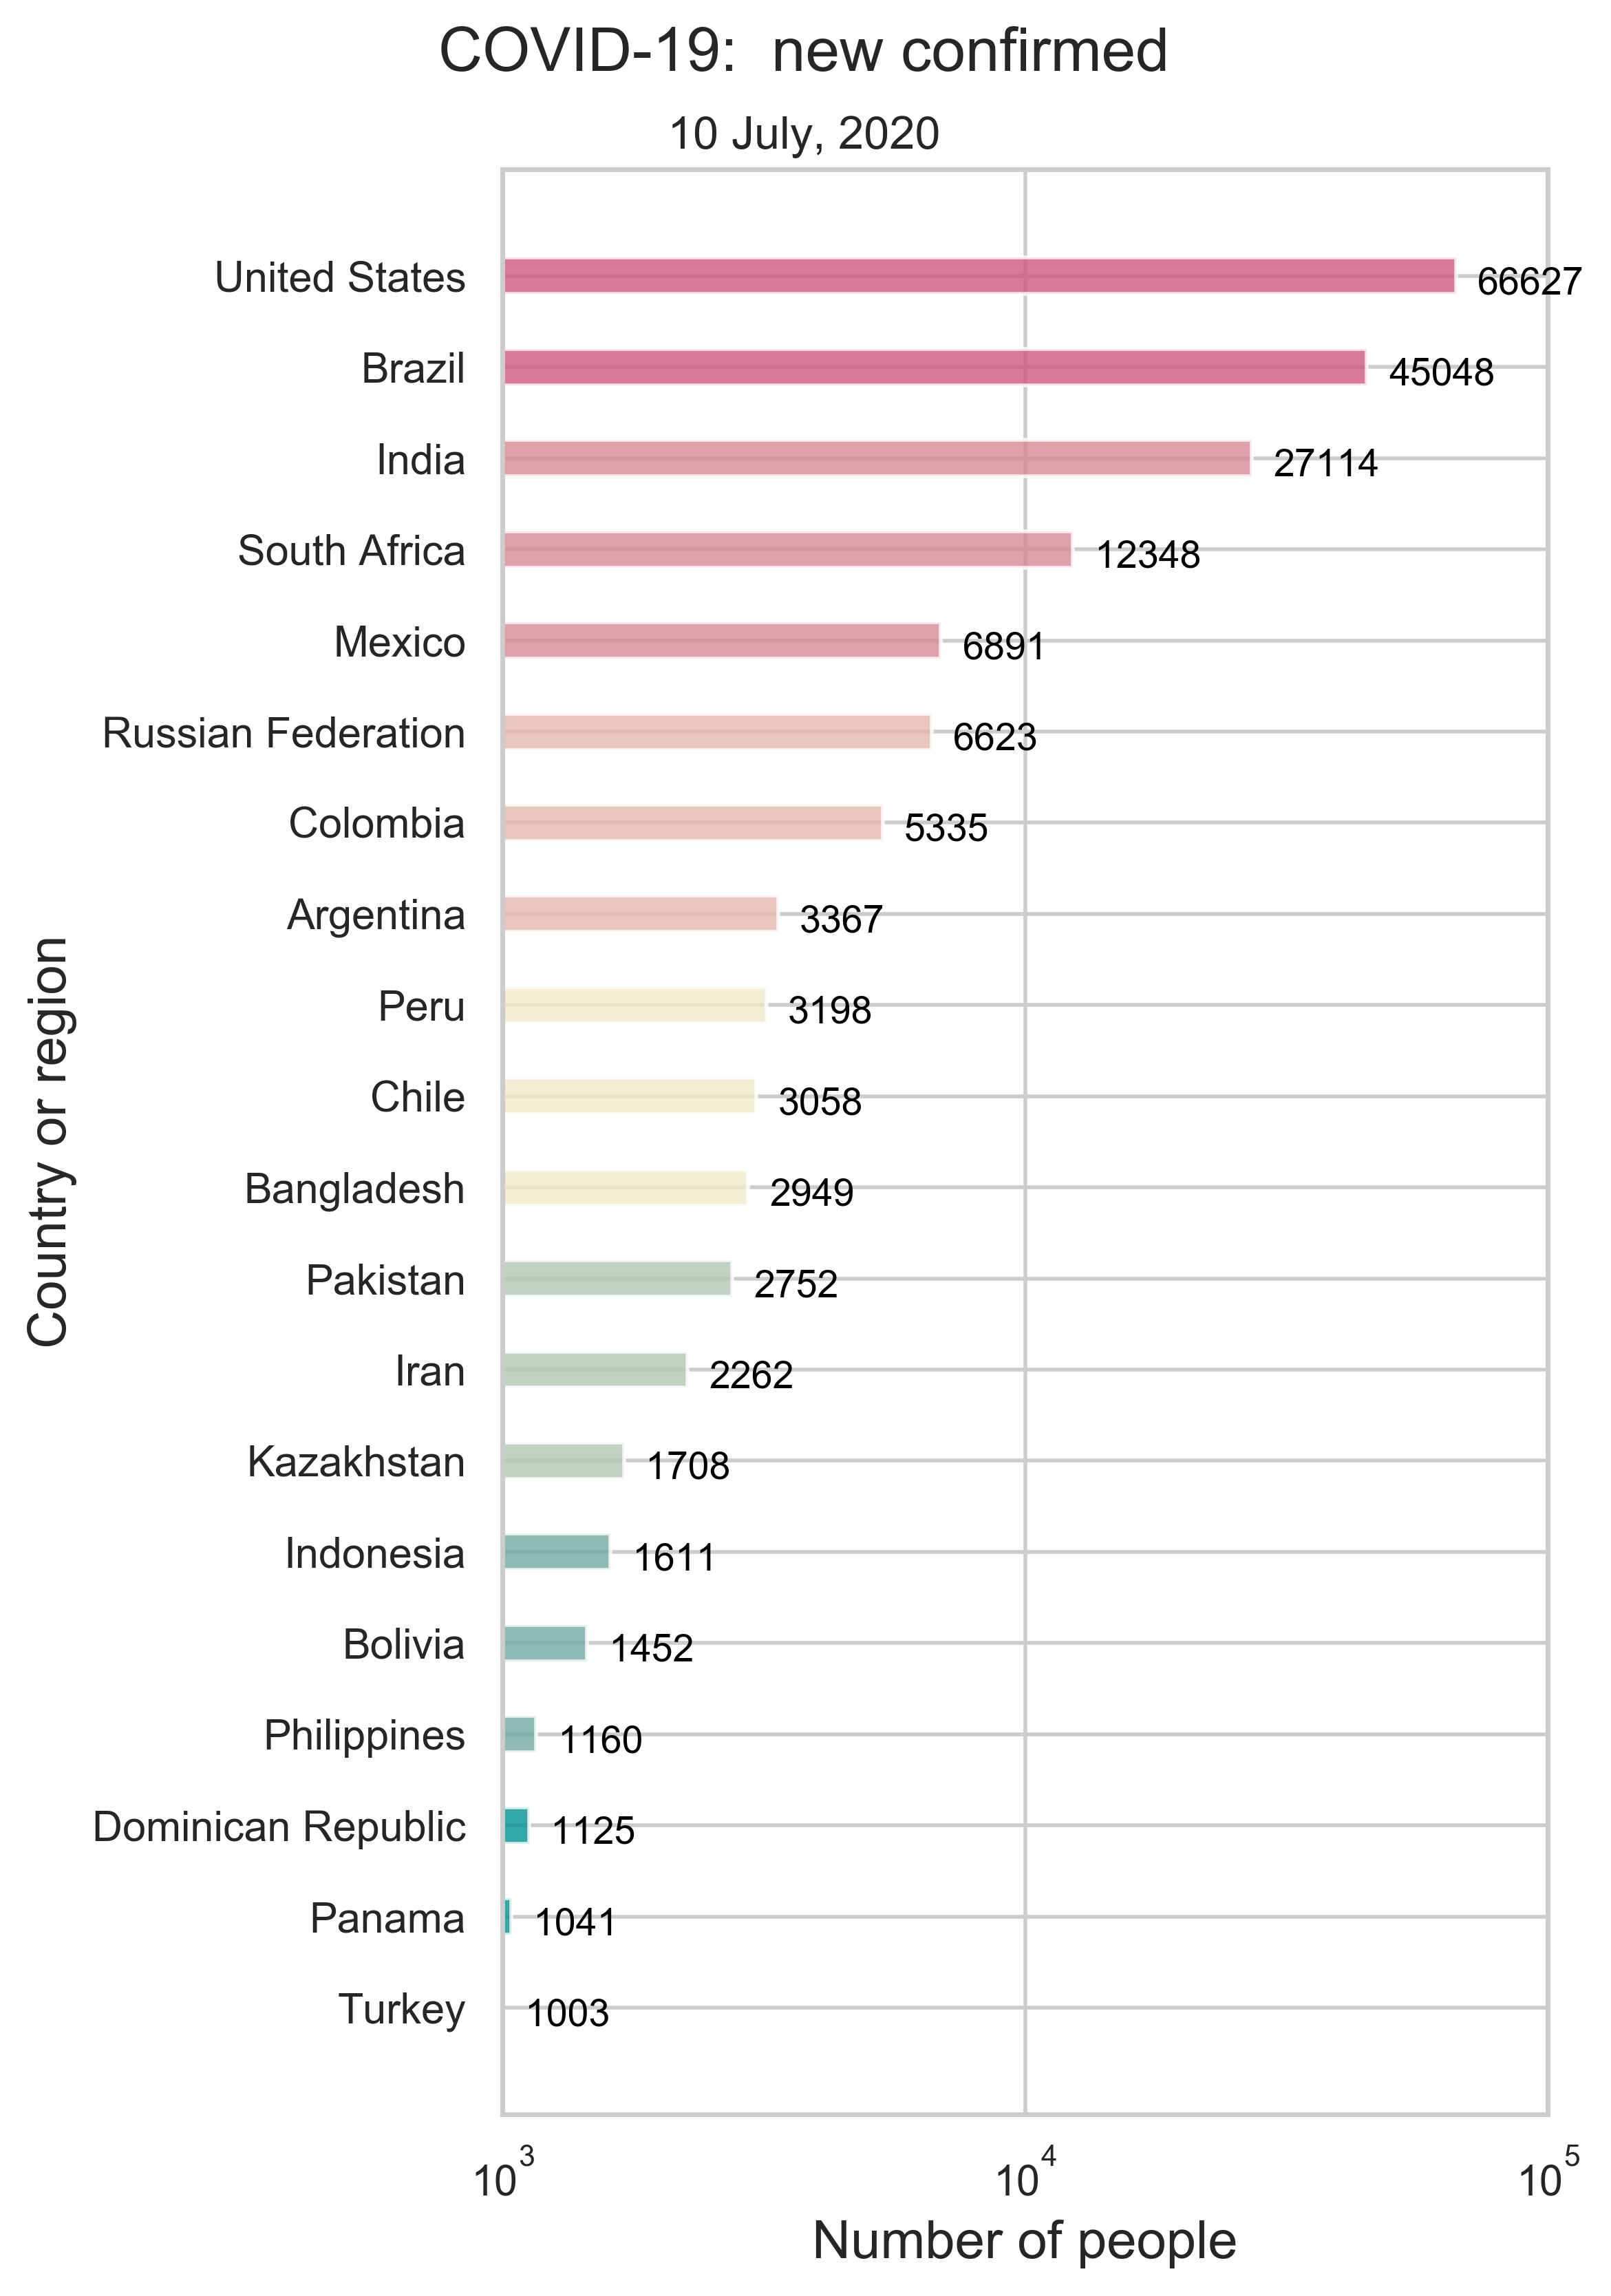 COVID-19:  new confirmed
10 July, 2020
United States 66627
Brazil 45048
India 27114
South Africa 12348
Mexico 6891
Russian Federation 6623
Colombia 5335
Argentina 3367
Peru 3198
Chile 3058
Bangladesh 2949
Pakistan 2752
Iran 2262
Kazakhstan 1708
Indonesia 1611
Bolivia 1452
Philippines 1160
Dominican Republic 1125
Panama 1041
Turkey 1003
Country or region
10³ 10⁴ 10⁵
Number of people